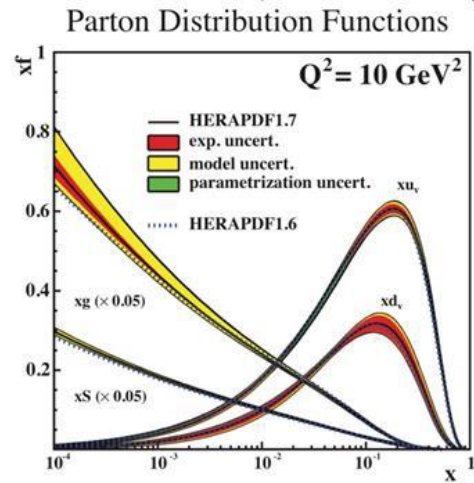 Parton Distribution Functions
xf
1
Q² = 10 GeV²
HERAPDF1.7
exp. uncert.
model uncert.
parametrization uncert.
HERAPDF1.6
0.8
0.6
0.4
0.2
xuᵥ
xdᵥ
xg (× 0.05)
xS (× 0.05)
10⁻⁴
10⁻³
10⁻²
10⁻¹
1
x